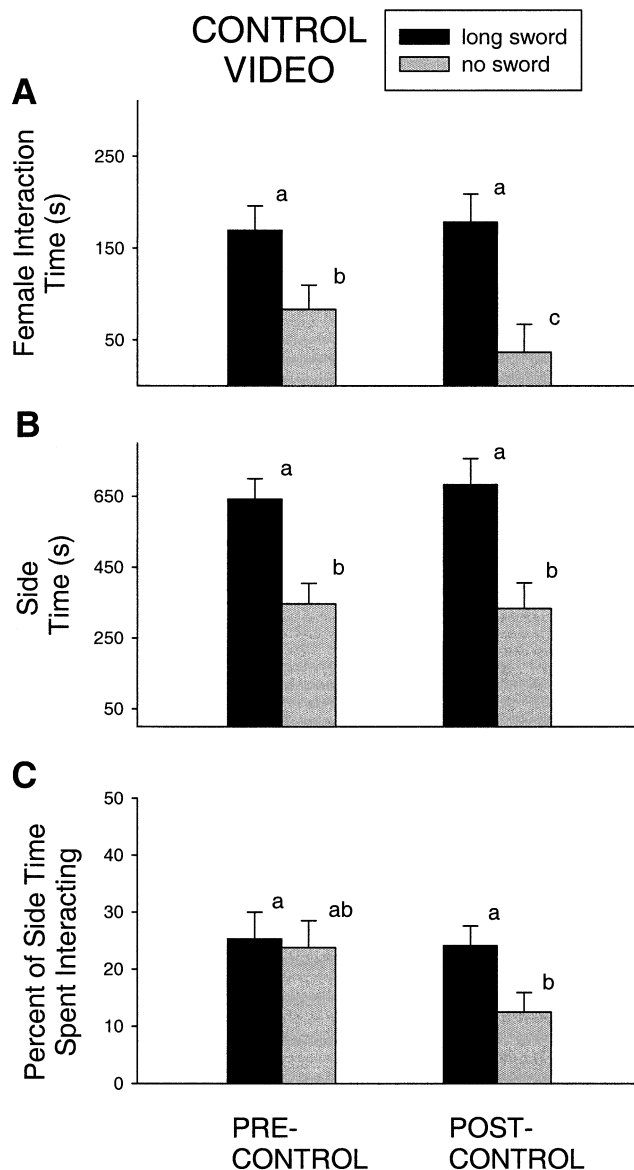 CONTROL
VIDEO
long sword
no sword
A
Female Interaction
Time (s)
250
150
50
a
b
a
c
B
Side
Time (s)
650
450
250
50
a
b
a
b
C
Percent of Side Time
Spent Interacting
50
40
30
20
10
0
a
ab
a
b
PRE-
CONTROL
POST-
CONTROL